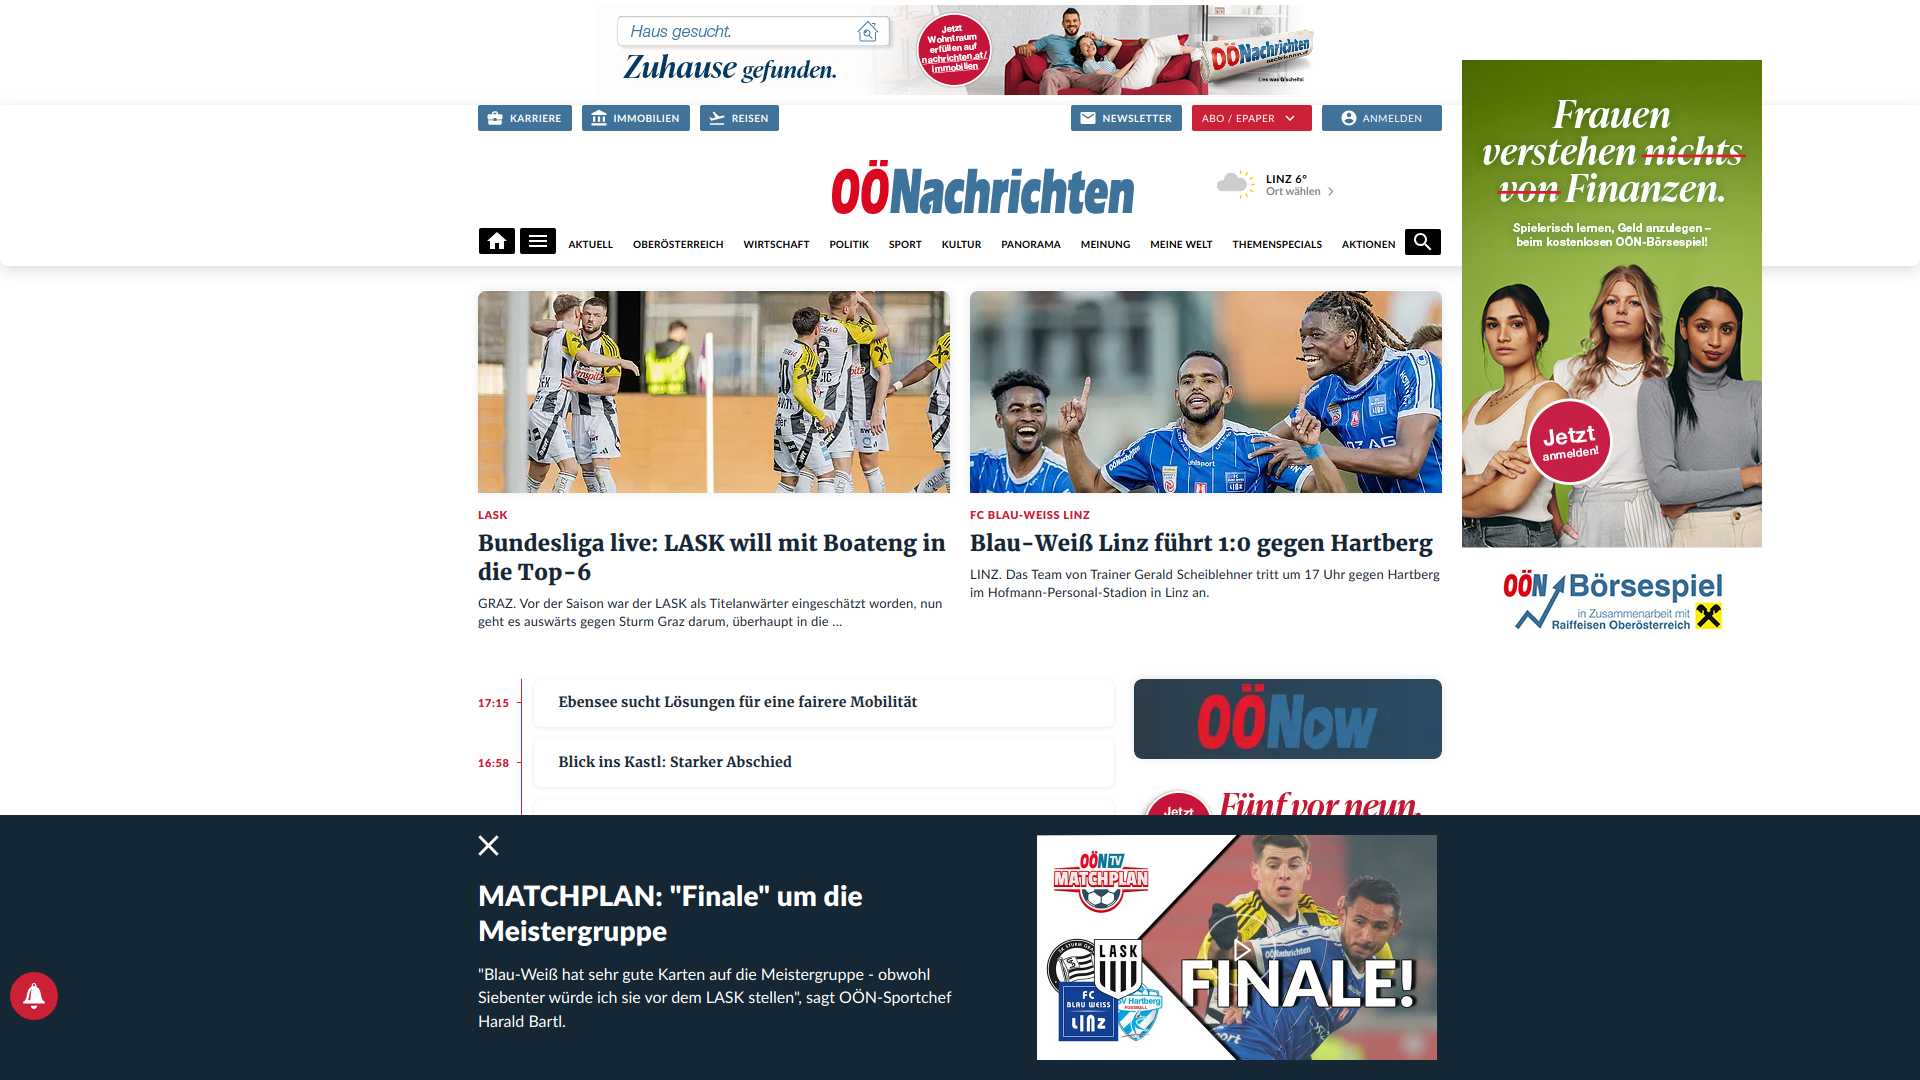 Haus gesucht.
Zuhause gefunden.
Jetzt
Wohntraum
erfüllen auf
nachrichten.at/
immobilien
OÖNachrichten
Lies was G'scheits!
KARRIERE
IMMOBILIEN
REISEN
NEWSLETTER
ABO / EPAPER
ANMELDEN
OÖNachrichten
LINZ 6°
Ort wählen
AKTUELL
OBERÖSTERREICH
WIRTSCHAFT
POLITIK
SPORT
KULTUR
PANORAMA
MEINUNG
MEINE WELT
THEMENSPECIALS
AKTIONEN
Frauen
verstehen nichts
von Finanzen.
Spielerisch lernen, Geld anzulegen –
beim kostenlosen OÖN-Börsespiel!
Jetzt
anmelden!
OÖN Börsespiel
in Zusammenarbeit mit
Raiffeisen Oberösterreich
LASK
Bundesliga live: LASK will mit Boateng in
die Top-6
GRAZ. Vor der Saison war der LASK als Titelanwärter eingeschätzt worden, nun
geht es auswärts gegen Sturm Graz darum, überhaupt in die ...
FC BLAU-WEISS LINZ
Blau-Weiß Linz führt 1:0 gegen Hartberg
LINZ. Das Team von Trainer Gerald Scheiblehner tritt um 17 Uhr gegen Hartberg
im Hofmann-Personal-Stadion in Linz an.
17:15
Ebensee sucht Lösungen für eine fairere Mobilität
16:58
Blick ins Kastl: Starker Abschied
OÖNow
Jetzt
Fünf vor neun.
MATCHPLAN: "Finale" um die
Meistergruppe
"Blau-Weiß hat sehr gute Karten auf die Meistergruppe - obwohl
Siebenter würde ich sie vor dem LASK stellen", sagt OÖN-Sportchef
Harald Bartl.
OÖN TV
MATCHPLAN
LASK
FC
BLAU WEISS
LINZ
Hartberg
FINALE!